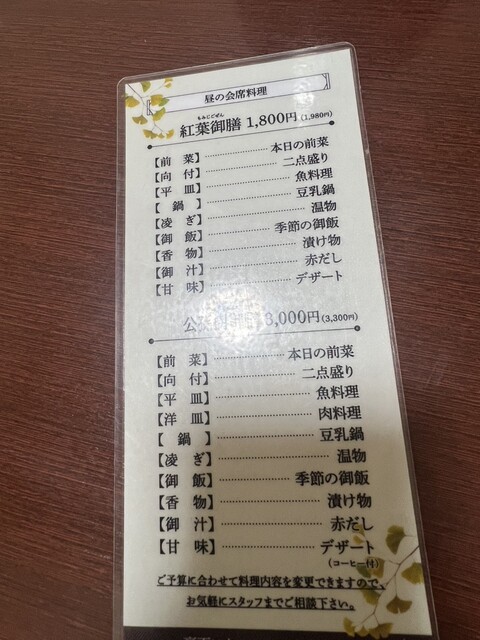 昼の会席料理
もみじごぜん
紅葉御膳 1,800円 (1,980円)
【前菜】 本日の前菜
【向付】 二点盛り
【平皿】 魚料理
【鍋】 豆乳鍋
【凌ぎ】 温物
【御飯】 季節の御飯
【香物】 漬け物
【御汁】 赤だし
【甘味】 デザート
3,000円 (3,300円)
【前菜】 本日の前菜
【向付】 二点盛り
【平皿】 魚料理
【洋皿】 肉料理
【鍋】 豆乳鍋
【凌ぎ】 温物
【御飯】 季節の御飯
【香物】 漬け物
【御汁】 赤だし
【甘味】 デザート
(コーヒー付)
ご予算に合わせて料理内容を変更できますので、
お気軽にスタッフまでご相談下さい。